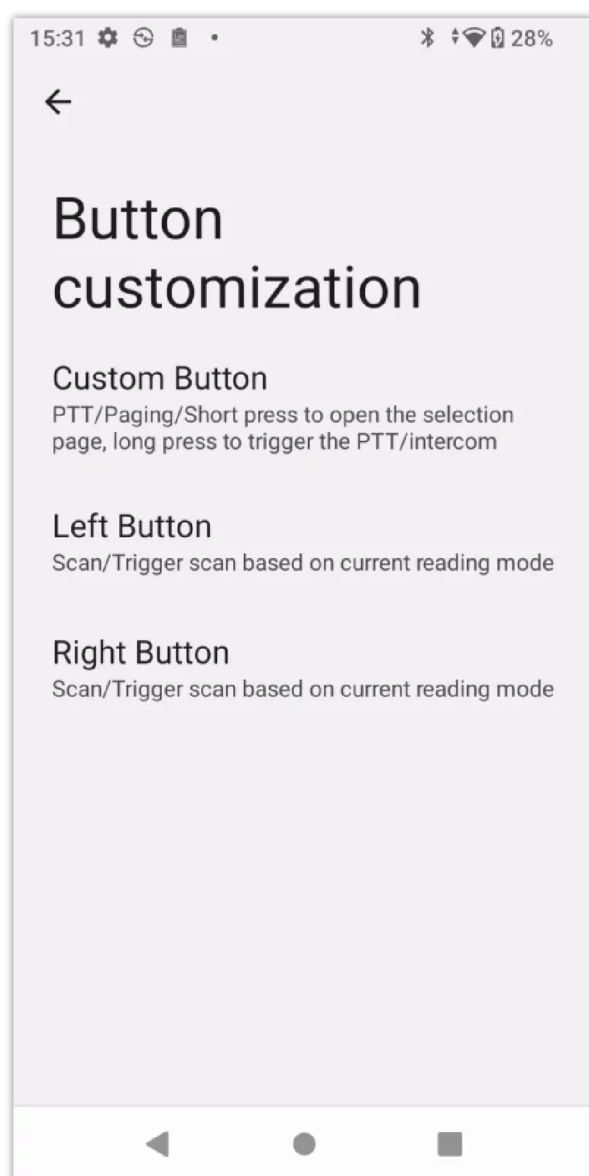 15:31 28%
Button
customization
Custom Button
PTT/Paging/Short press to open the selection
page, long press to trigger the PTT/intercom
Left Button
Scan/Trigger scan based on current reading mode
Right Button
Scan/Trigger scan based on current reading mode